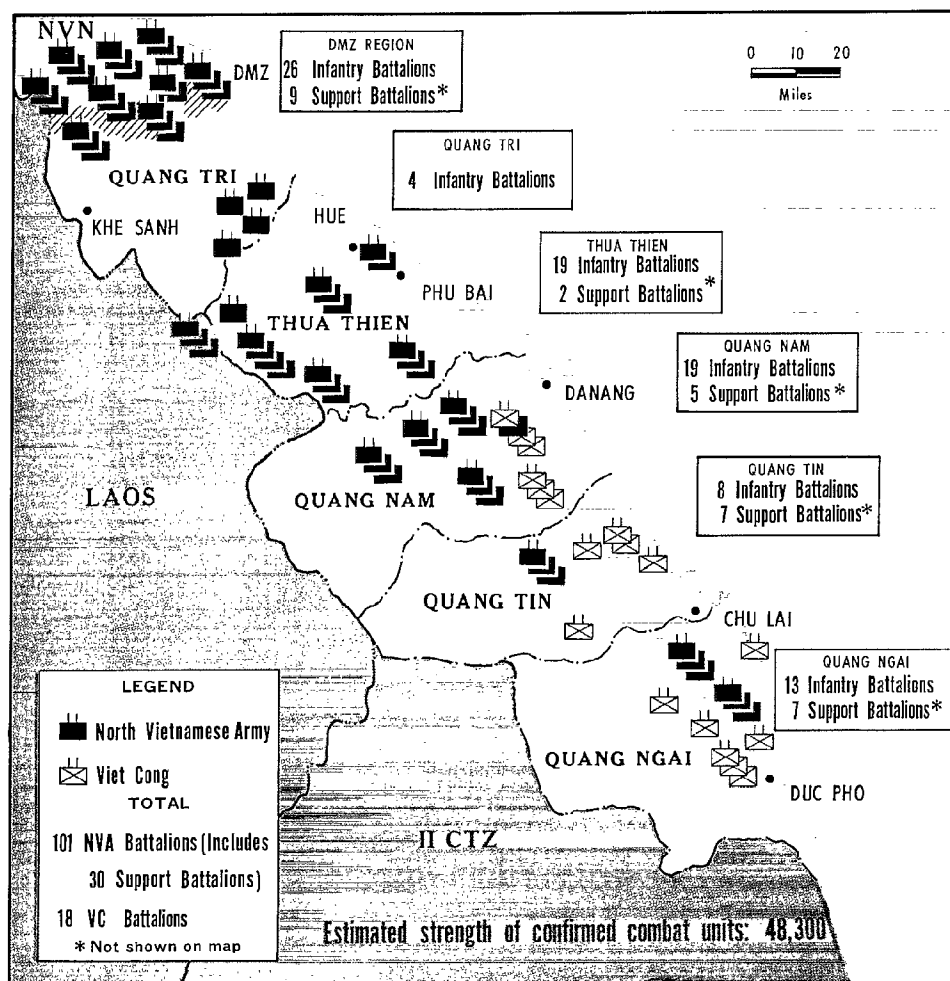 NVN
DMZ
DMZ REGION
26 Infantry Battalions
9 Support Battalions*
0 10 20
Miles
QUANG TRI
4 Infantry Battalions
QUANG TRI
KHE SANH
HUE
PHU BAI
THUA THIEN
19 Infantry Battalions
2 Support Battalions*
THUA THIEN
QUANG NAM
19 Infantry Battalions
5 Support Battalions*
DANANG
LAOS
QUANG NAM
QUANG TIN
8 Infantry Battalions
7 Support Battalions*
QUANG TIN
CHU LAI
QUANG NGAI
13 Infantry Battalions
7 Support Battalions*
QUANG NGAI
DUC PHO
II CTZ
LEGEND
North Vietnamese Army
Viet Cong
TOTAL
101 NVA Battalions (Includes
30 Support Battalions)
18 VC Battalions
* Not shown on map
Estimated strength of confirmed combat units: 48,300